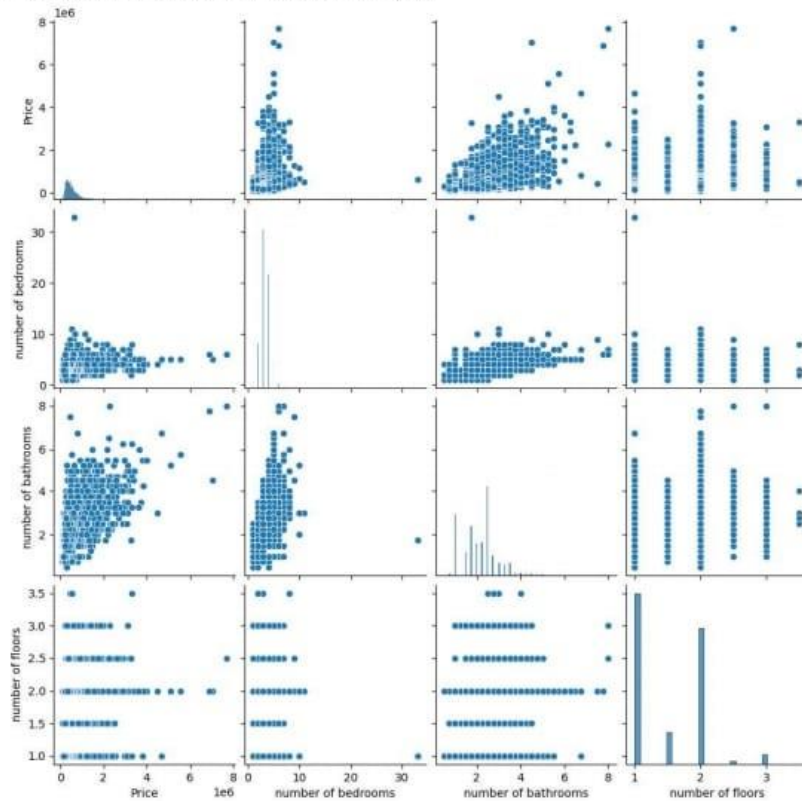 1e6
8
6
4
2
0
Price
30
20
10
0
number of bedrooms
8
6
4
2
number of bathrooms
3.5
3.0
2.5
2.0
1.5
1.0
number of floors
0 2 4 6 8
Price 1e6
0 10 20 30
number of bedrooms
2 4 6 8
number of bathrooms
1 2 3
number of floors